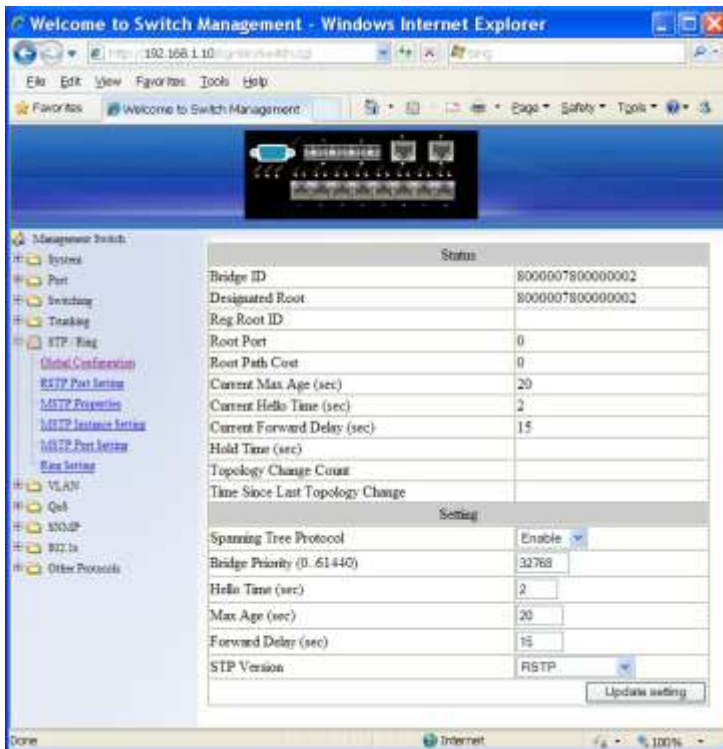 Welcome to Switch Management - Windows Internet Explorer
192.168.1.10
File Edit View Favorites Tools Help
Favorites Welcome to Switch Management Page Safety Tools
Management Switch
System
Port
Switching
Trunking
STP / Ring
Global Configuration
RSTP Port Setting
MSTP Properties
MSTP Instance Setting
MSTP Port Setting
Ring Setting
VLAN
QoS
SNMP
802.1x
Other Protocols
Status
Bridge ID 8000007800000002
Designated Root 8000007800000002
Reg Root ID
Root Port 0
Root Path Cost 0
Current Max Age (sec) 20
Current Hello Time (sec) 2
Current Forward Delay (sec) 15
Hold Time (sec)
Topology Change Count
Time Since Last Topology Change
Setting
Spanning Tree Protocol Enable
Bridge Priority (0..61440) 32768
Hello Time (sec) 2
Max Age (sec) 20
Forward Delay (sec) 15
STP Version RSTP
Update setting
Done Internet 100%